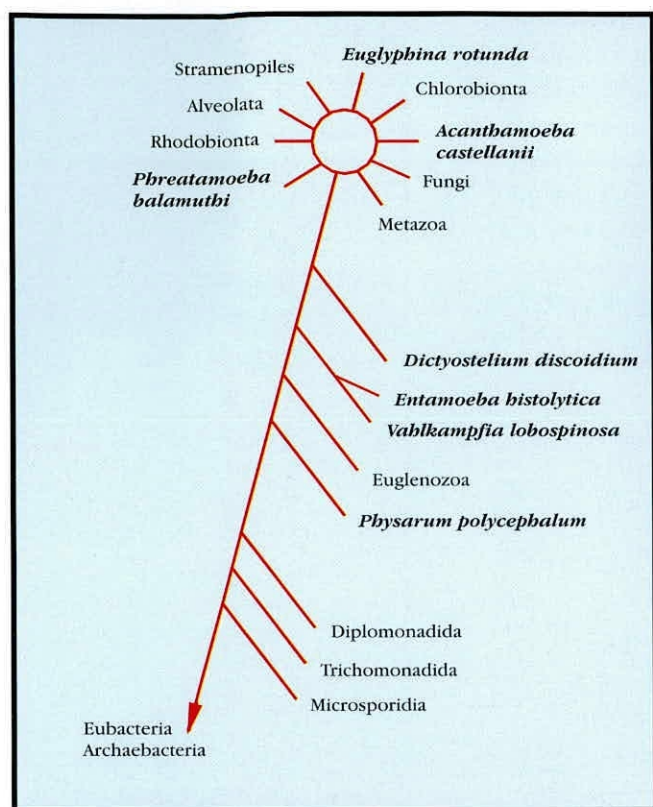 Euglyphina rotunda
Stramenopiles
Chlorobionta
Alveolata
Rhodobionta
Acanthamoeba
castellanii
Phreatamoeba
balamuthi
Fungi
Metazoa
Dictyostelium discoidium
Entamoeba histolytica
Vahlkampfia lobospinosa
Euglenozoa
Physarum polycephalum
Diplomonadida
Trichomonadida
Microsporidia
Eubacteria
Archaebacteria